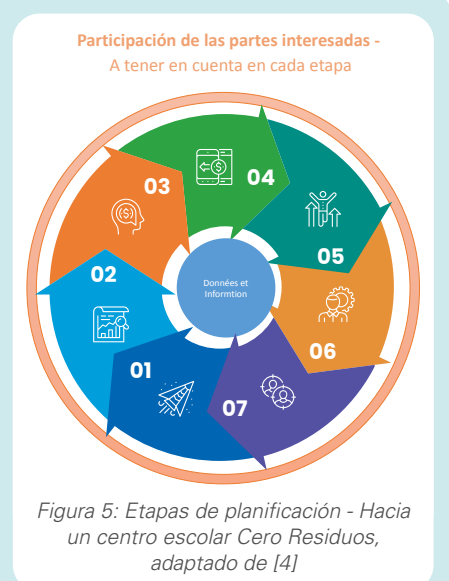 Participación de las partes interesadas -
A tener en cuenta en cada etapa
03
04
02
05
Données et
Informtion
01
06
07
Figura 5: Etapas de planificación - Hacia
un centro escolar Cero Residuos,
adaptado de [4]